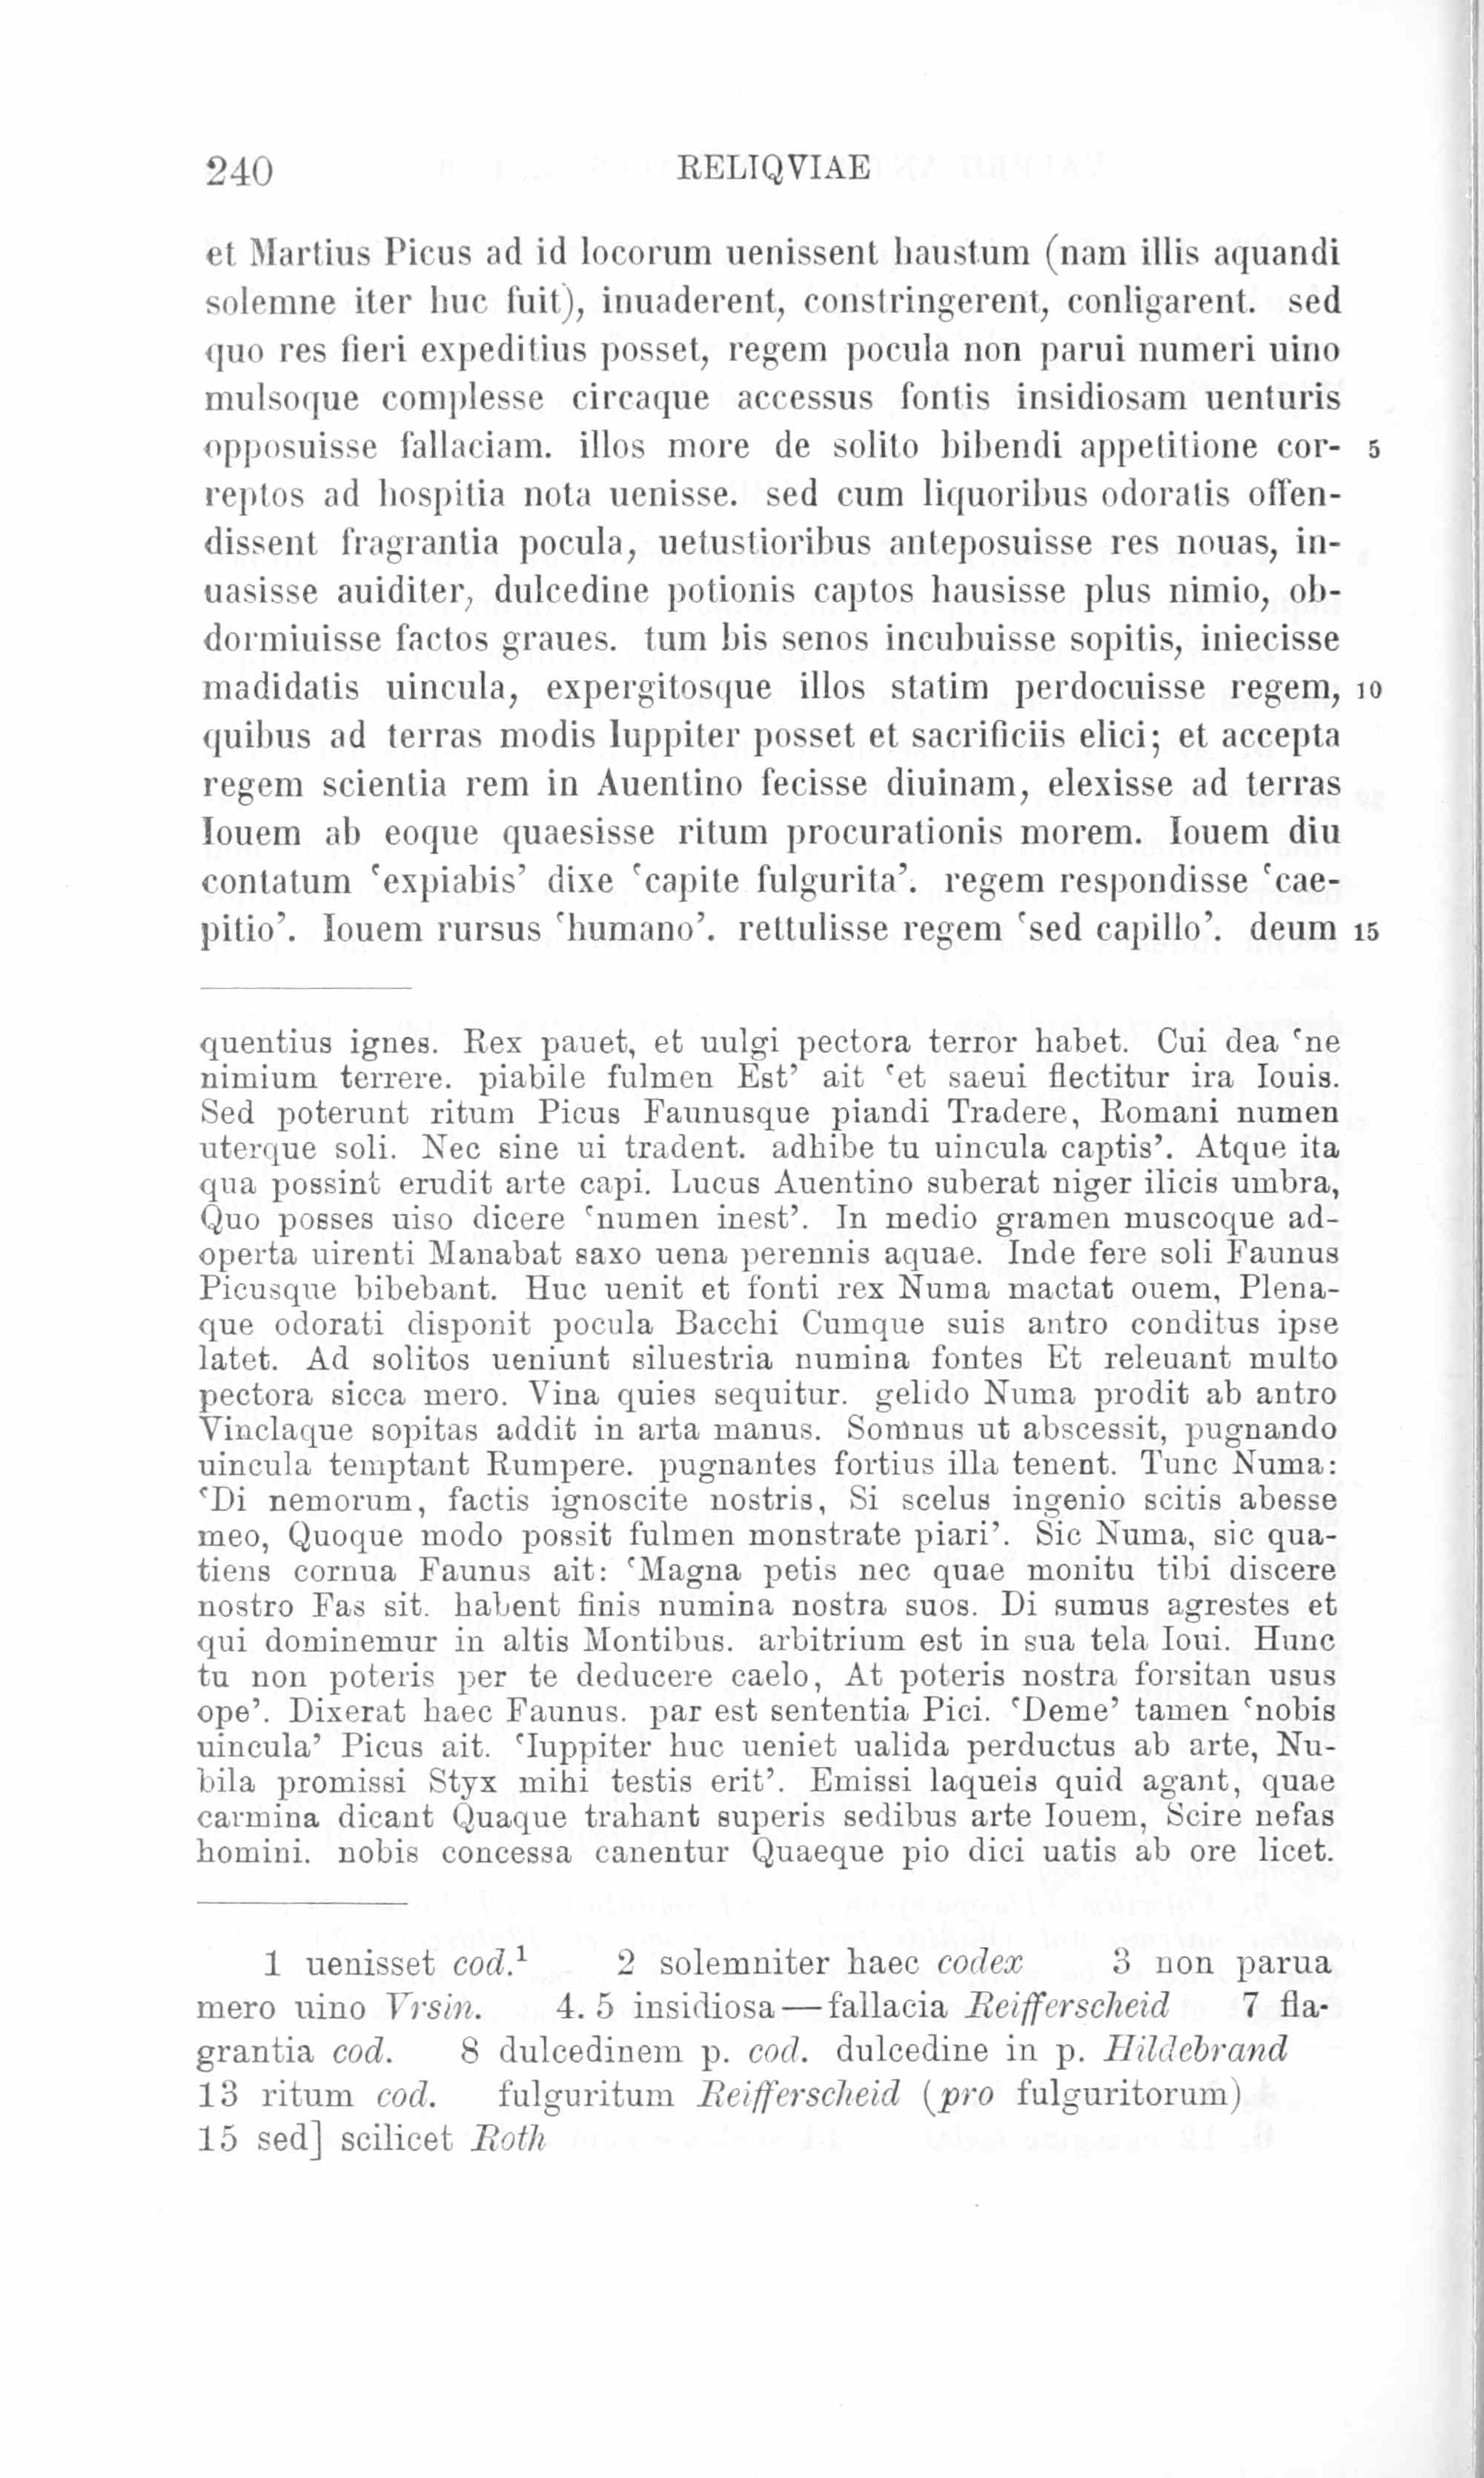 240 RELIQVIAE
et Martius Picus ad id locorum uenissent haustum (nam illis aquandi
solemne iter huc fuit), inuaderent, constringerent, conligarent. sed
quo res fieri expeditius posset, regem pocula non parui numeri uino
mulsoque complesse circaque accessus fontis insidiosam uenturis
opposuisse fallaciam. illos more de solito bibendi appetitione cor- 5
reptos ad hospitia nota uenisse. sed cum liquoribus odoratis offen-
dissent fragrantia pocula, uetustioribus anteposuisse res nouas, in-
uasisse auiditer, dulcedine potionis captos hausisse plus nimio, ob-
dormiuisse factos graues. tum bis senos incubuisse sopitis, iniecisse
madidatis uincula, expergitosque illos statim perdocuisse regem, 10
quibus ad terras modis Iuppiter posset et sacrificiis elici; et accepta
regem scientia rem in Auentino fecisse diuinam, elexisse ad terras
Iouem ab eoque quaesisse ritum procurationis morem. Iouem diu
contatum ‘expiabis’ dixe ‘capite fulgurita’. regem respondisse ‘cae-
pitio’. Iouem rursus ‘humano’. rettulisse regem ‘sed capillo’. deum 15
quentius ignes. Rex pauet, et uulgi pectora terror habet. Cui dea ‘ne
nimium terrere. piabile fulmen Est’ ait ‘et saeui flectitur ira Iouis.
Sed poterunt ritum Picus Faunusque piandi Tradere, Romani numen
uterque soli. Nec sine ui tradent. adhibe tu uincula captis’. Atque ita
qua possint erudit arte capi. Lucus Auentino suberat niger ilicis umbra,
Quo posses uiso dicere ‘numen inest’. In medio gramen muscoque ad-
operta uirenti Manabat saxo uena perennis aquae. Inde fere soli Faunus
Picusque bibebant. Huc uenit et fonti rex Numa mactat ouem, Plena-
que odorati disponit pocula Bacchi Cumque suis antro conditus ipse
latet. Ad solitos ueniunt siluestria numina fontes Et releuant multo
pectora sicca mero. Vina quies sequitur. gelido Numa prodit ab antro
Vinclaque sopitas addit in arta manus. Somnus ut abscessit, pugnando
uincula temptant Rumpere. pugnantes fortius illa tenent. Tunc Numa:
‘Di nemorum, factis ignoscite nostris, Si scelus ingenio scitis abesse
meo, Quoque modo possit fulmen monstrate piari’. Sic Numa, sic qua-
tiens cornua Faunus ait: ‘Magna petis nec quae monitu tibi discere
nostro Fas sit. habent finis numina nostra suos. Di sumus agrestes et
qui dominemur in altis Montibus. arbitrium est in sua tela Ioui. Hunc
tu non poteris per te deducere caelo, At poteris nostra forsitan usus
ope’. Dixerat haec Faunus. par est sententia Pici. ‘Deme’ tamen ‘nobis
uincula’ Picus ait. ‘Iuppiter huc ueniet ualida perductus ab arte, Nu-
bila promissi Styx mihi testis erit’. Emissi laqueis quid agant, quae
carmina dicant Quaque trahant superis sedibus arte Iouem, Scire nefas
homini. nobis concessa canentur Quaeque pio dici uatis ab ore licet.
1 uenisset cod.¹ 2 solemniter haec codex 3 non parua
mero uino Vrsin. 4. 5 insidiosa—fallacia Reifferscheid 7 fla-
grantia cod. 8 dulcedinem p. cod. dulcedine in p. Hildebrand
13 ritum cod. fulguritum Reifferscheid (pro fulguritorum)
15 sed] scilicet Roth